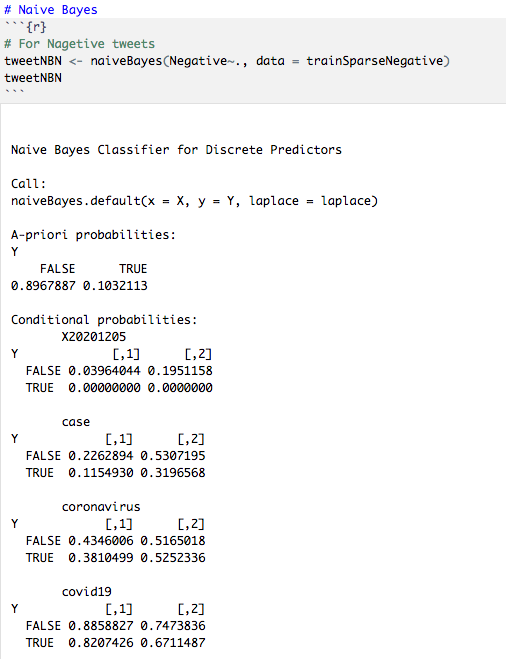 # Naive Bayes
```{r}
# For Nagetive tweets
tweetNBN <- naiveBayes(Negative~., data = trainSparseNegative)
tweetNBN
```
Naive Bayes Classifier for Discrete Predictors
Call:
naiveBayes.default(x = X, y = Y, laplace = laplace)
A-priori probabilities:
Y
FALSE TRUE
0.8967887 0.1032113
Conditional probabilities:
X20201205
Y [,1] [,2]
FALSE 0.03964044 0.1951158
TRUE 0.00000000 0.0000000
case
Y [,1] [,2]
FALSE 0.2262894 0.5307195
TRUE 0.1154930 0.3196568
coronavirus
Y [,1] [,2]
FALSE 0.4346006 0.5165018
TRUE 0.3810499 0.5252336
covid19
Y [,1] [,2]
FALSE 0.8858827 0.7473836
TRUE 0.8207426 0.6711487